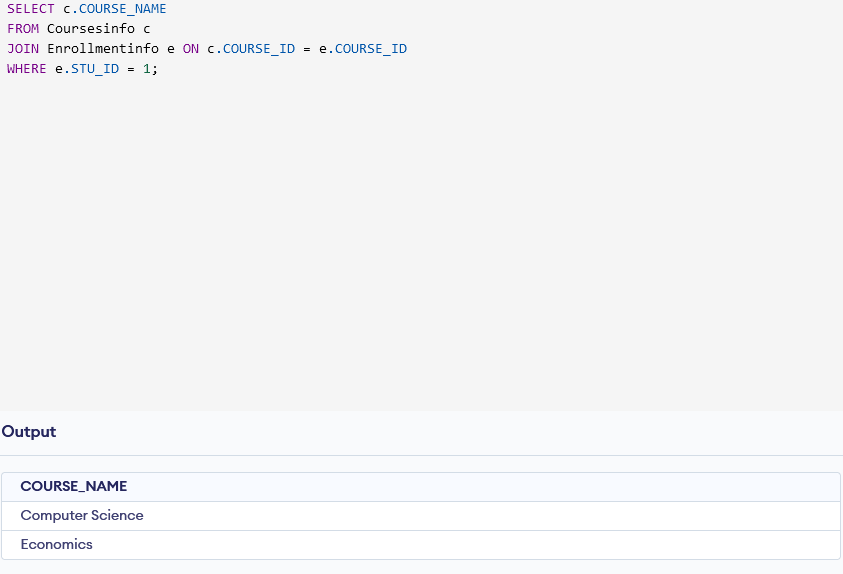 SELECT c.COURSE_NAME
FROM Coursesinfo c
JOIN Enrollmentinfo e ON c.COURSE_ID = e.COURSE_ID
WHERE e.STU_ID = 1;
Output
COURSE_NAME
Computer Science
Economics